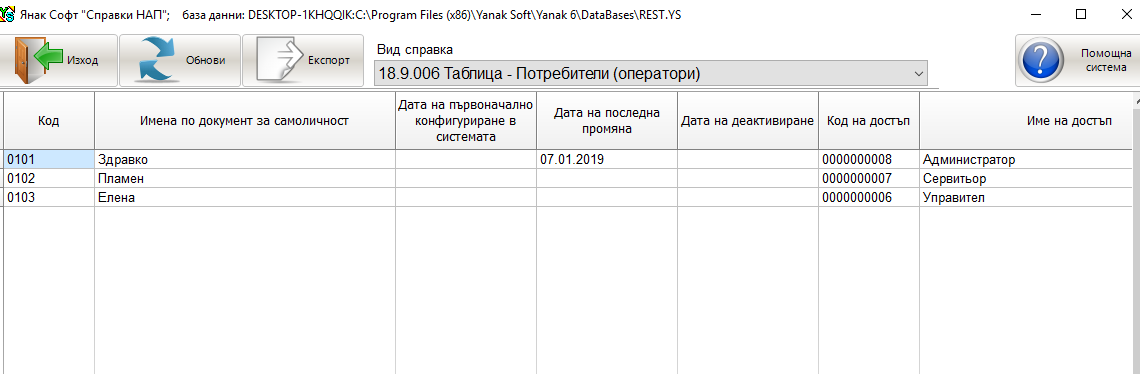 Янак Софт "Справки НАП"; база данни: DESKTOP-1KHQQIK:C:\Program Files (x86)\Yanak Soft\Yanak 6\DataBases\REST.YS
Изход
Обнови
Експорт
Вид справка
18.9.006 Таблица - Потребители (оператори)
Помощна
система
Код
Имена по документ за самоличност
Дата на първоначално
конфигуриране в
системата
Дата на последна
промяна
Дата на деактивиране
Код на достъп
Име на достъп
0101 Здравко 07.01.2019 0000000008 Администратор
0102 Пламен 0000000007 Сервитьор
0103 Елена 0000000006 Управител